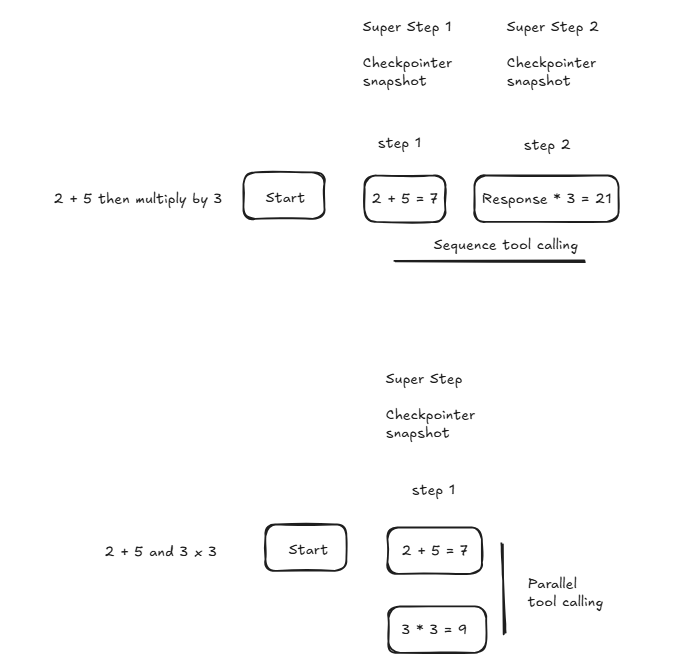 Super Step 1
Super Step 2
Checkpointer
snapshot
Checkpointer
snapshot
step 1
step 2
2 + 5 then multiply by 3
Start
2 + 5 = 7
Response * 3 = 21
Sequence tool calling
Super Step
Checkpointer
snapshot
step 1
2 + 5 and 3 x 3
Start
2 + 5 = 7
Parallel
tool calling
3 * 3 = 9